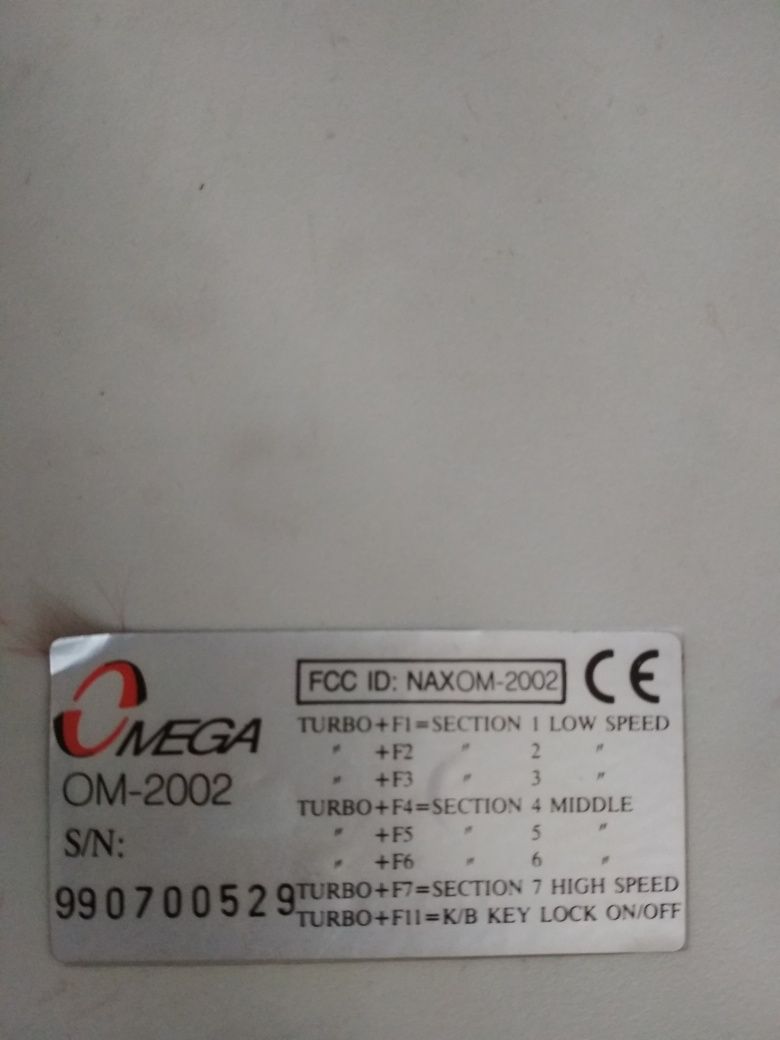 OMEGA
OM-2002
S/N:
990700529
FCC ID: NAXOM-2002 CE
TURBO+F1=SECTION 1 LOW SPEED
" +F2 " 2 "
" +F3 " 3 "
TURBO+F4=SECTION 4 MIDDLE
" +F5 " 5 "
" +F6 " 6 "
TURBO+F7=SECTION 7 HIGH SPEED
TURBO+F11=K/B KEY LOCK ON/OFF